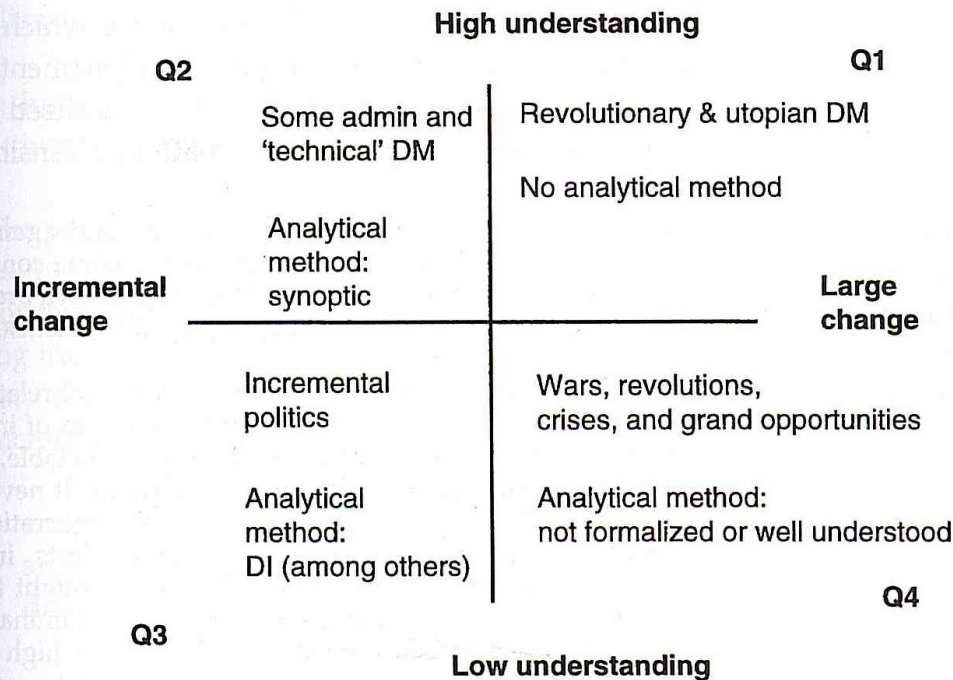 High understanding
Q2
Q1
Some admin and
'technical' DM
Revolutionary & utopian DM
No analytical method
Analytical
method:
synoptic
Incremental
change
Large
change
Incremental
politics
Wars, revolutions,
crises, and grand opportunities
Analytical
method:
DI (among others)
Analytical method:
not formalized or well understood
Q4
Q3
Low understanding